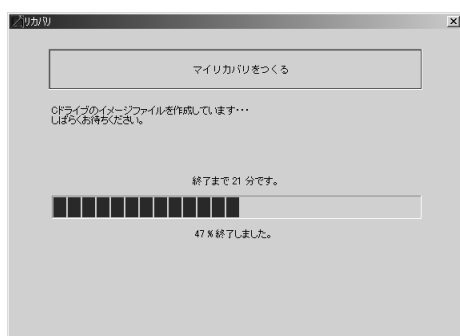 リカバリ
マイリカバリをつくる
Cドライブのイメージファイルを作成しています・・・
しばらくお待ちください。
終了まで 21 分です。
47 % 終了しました。